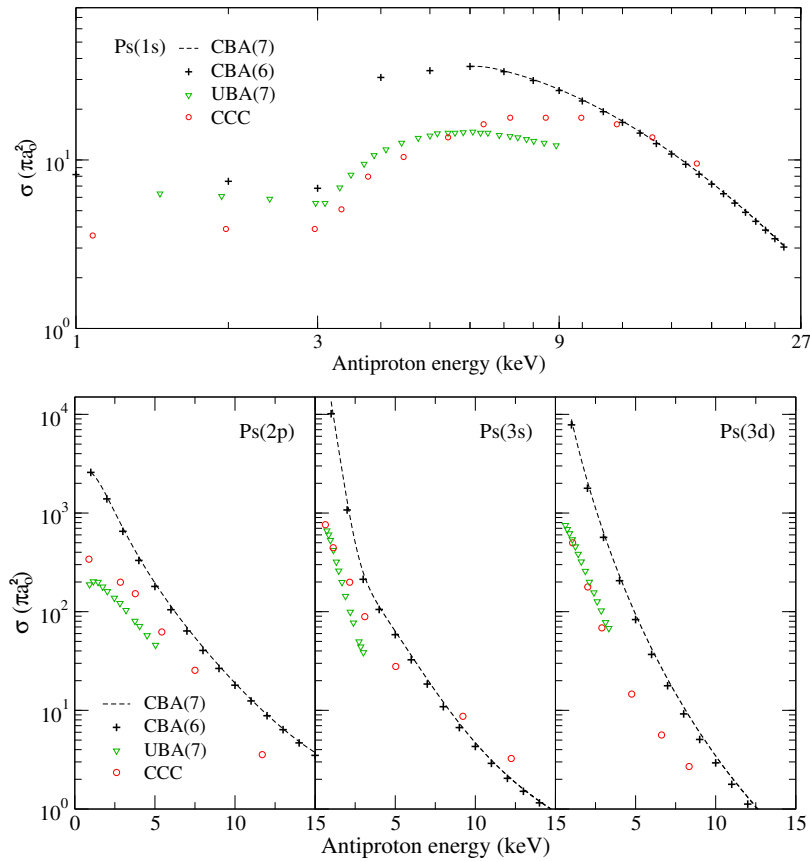 Ps(1s)
CBA(7)
CBA(6)
UBA(7)
CCC
σ (πa₀²)
10¹
10⁰
1 3 9 27
Antiproton energy (keV)
Ps(2p) Ps(3s) Ps(3d)
σ (πa₀²)
10⁴
10³
10²
10¹
10⁰
CBA(7)
CBA(6)
UBA(7)
CCC
0 5 10 15 5 10 15 5 10 15
Antiproton energy (keV)